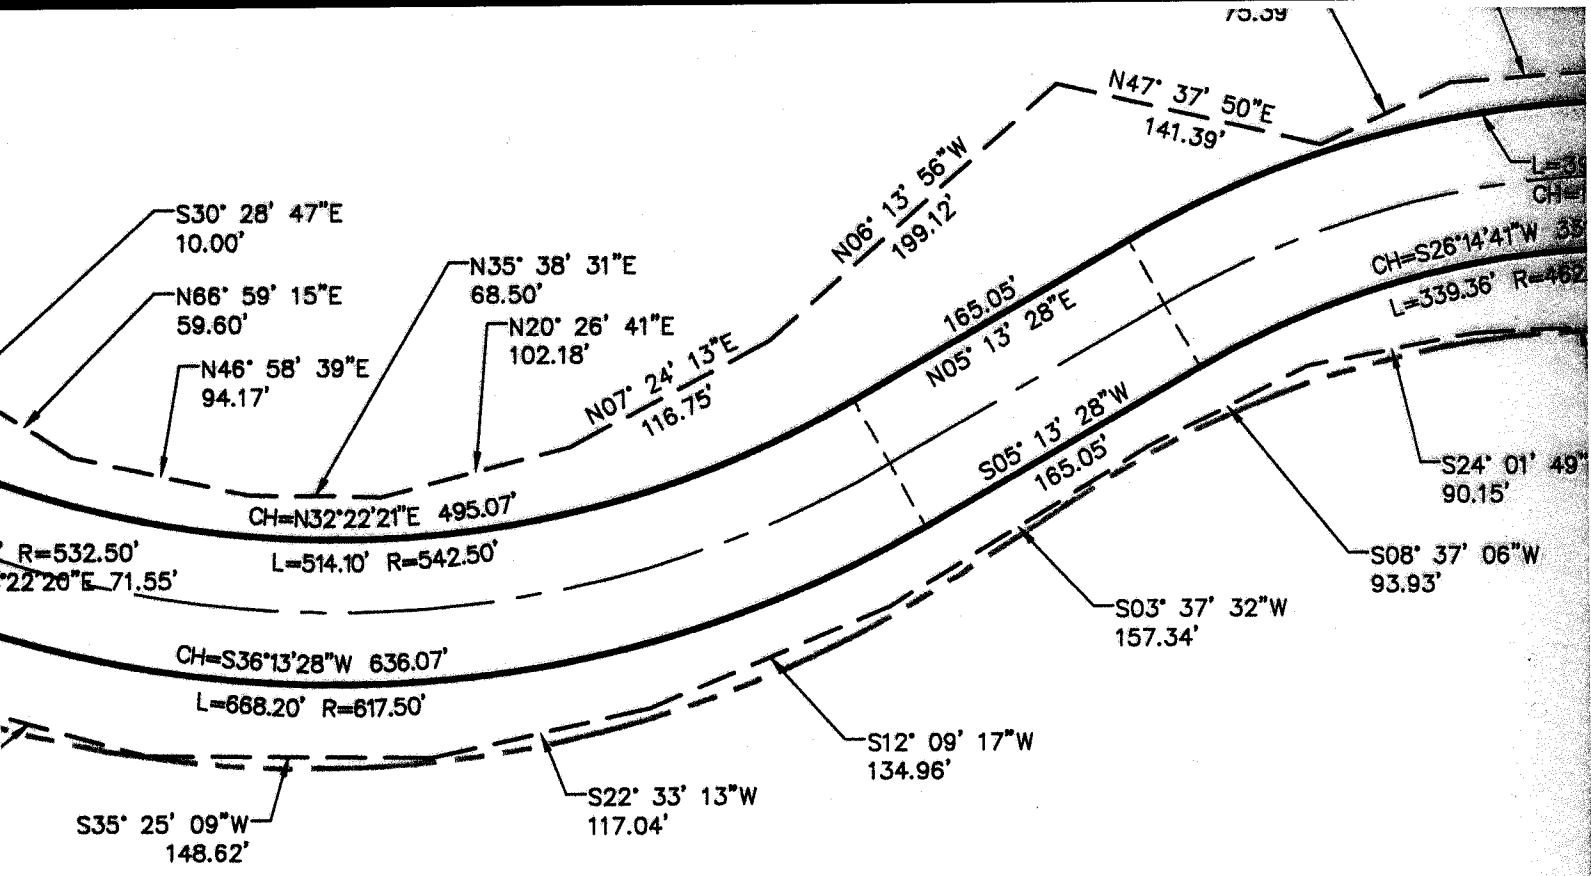 75.39'
N47° 37' 50"E
141.39'
N06° 13' 56"W
199.12'
S30° 28' 47"E
10.00'
N66° 59' 15"E
59.60'
N46° 58' 39"E
94.17'
N35° 38' 31"E
68.50'
N20° 26' 41"E
102.18'
N07° 24' 13"E
116.75'
165.05'
N05° 13' 28"E
CH=S26°14'41"W
L=339.36' R=462
S05° 13' 28"W
165.05'
CH=N32°22'21"E 495.07'
L=514.10' R=542.50'
' R=532.50'
°22'20"E 71.55'
CH=S36°13'28"W 636.07'
L=668.20' R=617.50'
S24° 01' 49"
90.15'
S08° 37' 06"W
93.93'
S03° 37' 32"W
157.34'
S12° 09' 17"W
134.96'
S22° 33' 13"W
117.04'
S35° 25' 09"W
148.62'